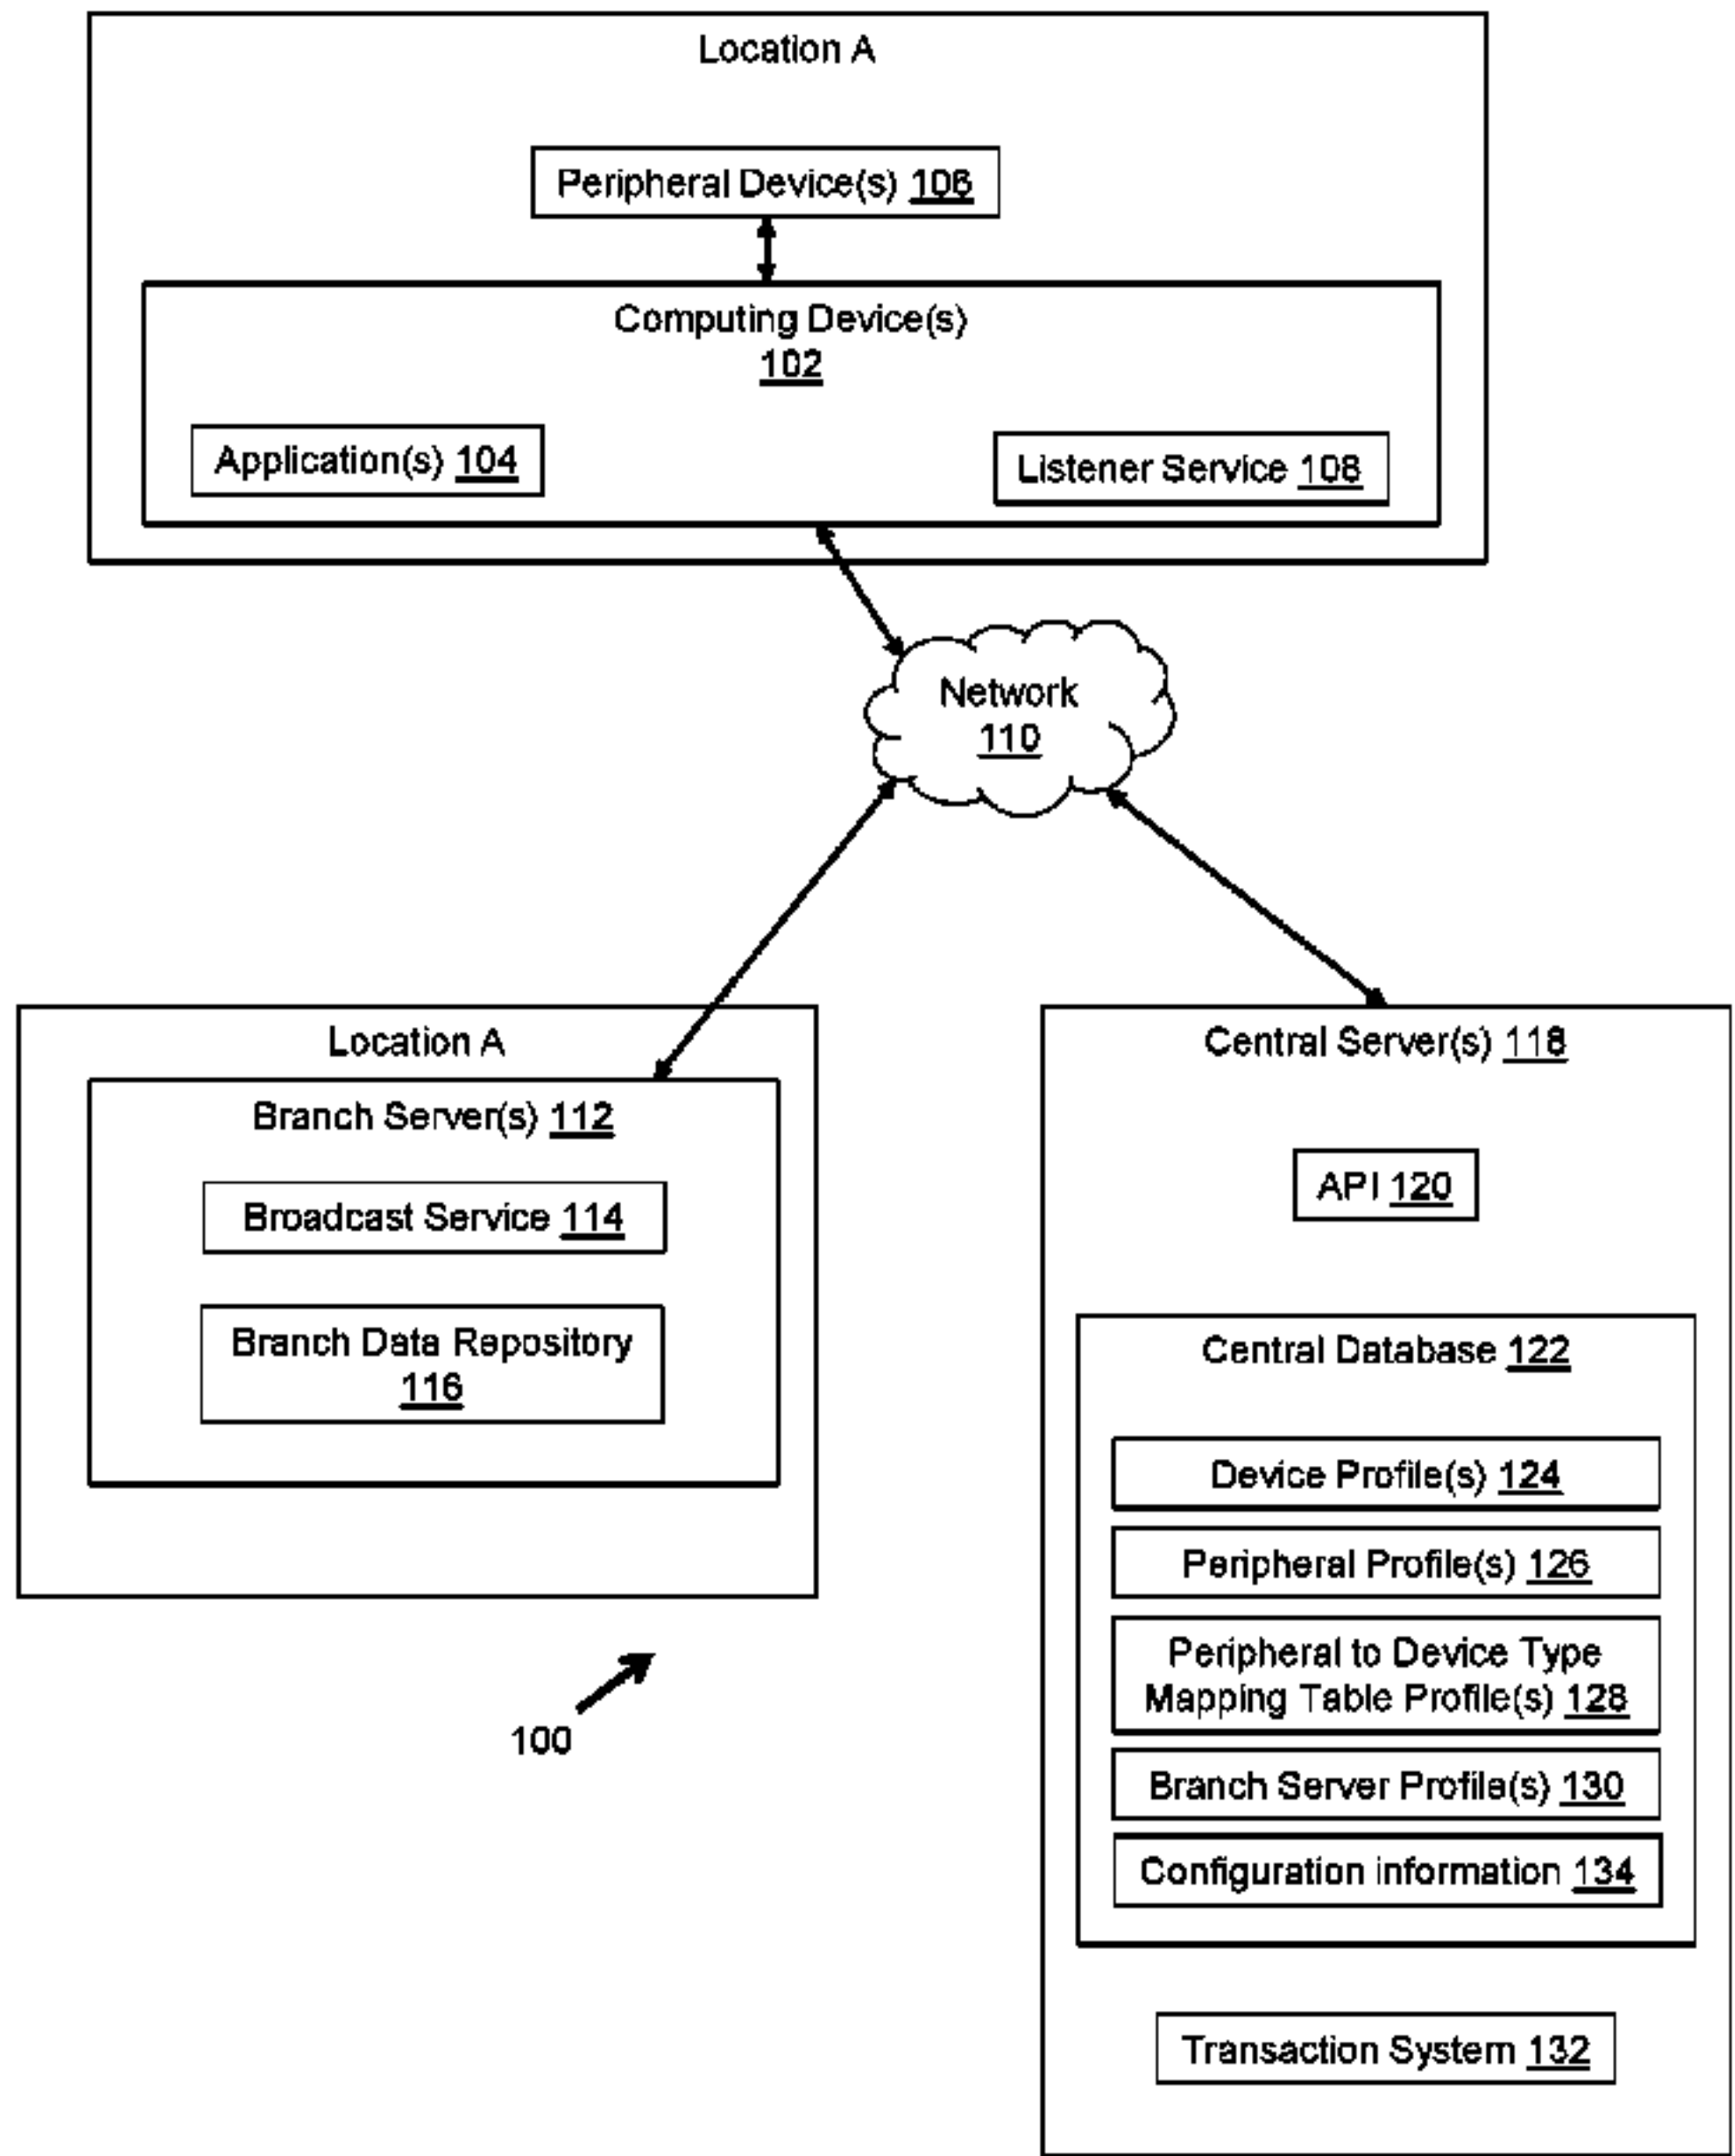 Location A
Peripheral Device(s) 106
Computing Device(s)
102
Application(s) 104
Listener Service 108
Network
110
Location A
Branch Server(s) 112
Broadcast Service 114
Branch Data Repository
116
Central Server(s) 118
API 120
Central Database 122
Device Profile(s) 124
Peripheral Profile(s) 126
Peripheral to Device Type
Mapping Table Profile(s) 128
Branch Server Profile(s) 130
Configuration information 134
Transaction System 132
100